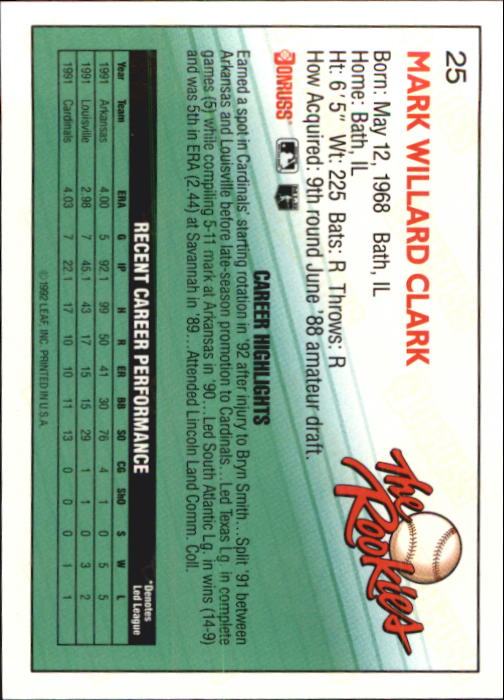 25
MARK WILLARD CLARK
Born: May 12, 1968 Bath, IL
Home: Bath, IL
Ht: 6'5" Wt: 225 Bats: R Throws: R
How Acquired: 9th round June '88 amateur draft.
The Rookies
DONRUSS
CAREER HIGHLIGHTS
Earned a spot in Cardinals' starting rotation in '92 after injury to Bryn Smith... Split '91 between
Arkansas and Louisville before late-season promotion to Cardinals... Led Texas Lg. in complete
games (5) while compiling 5-11 mark at Arkansas in '90... Led South Atlantic Lg. in wins (14-9)
and was 5th in ERA (2.44) at Savannah in '89... Attended Lincoln Land Comm. Coll.
RECENT CAREER PERFORMANCE
*Denotes
Led League
Year Team ERA G IP H R ER BB SO CG ShO S W L
1991 Arkansas 4.00 5 92.1 99 50 41 30 76 4 1 0 5 5
1991 Louisville 2.98 7 45.1 43 17 15 15 29 1 1 0 3 2
1991 Cardinals 4.03 7 22.1 17 10 10 11 13 0 0 0 1 1
©1992 LEAF, INC. PRINTED IN U.S.A.